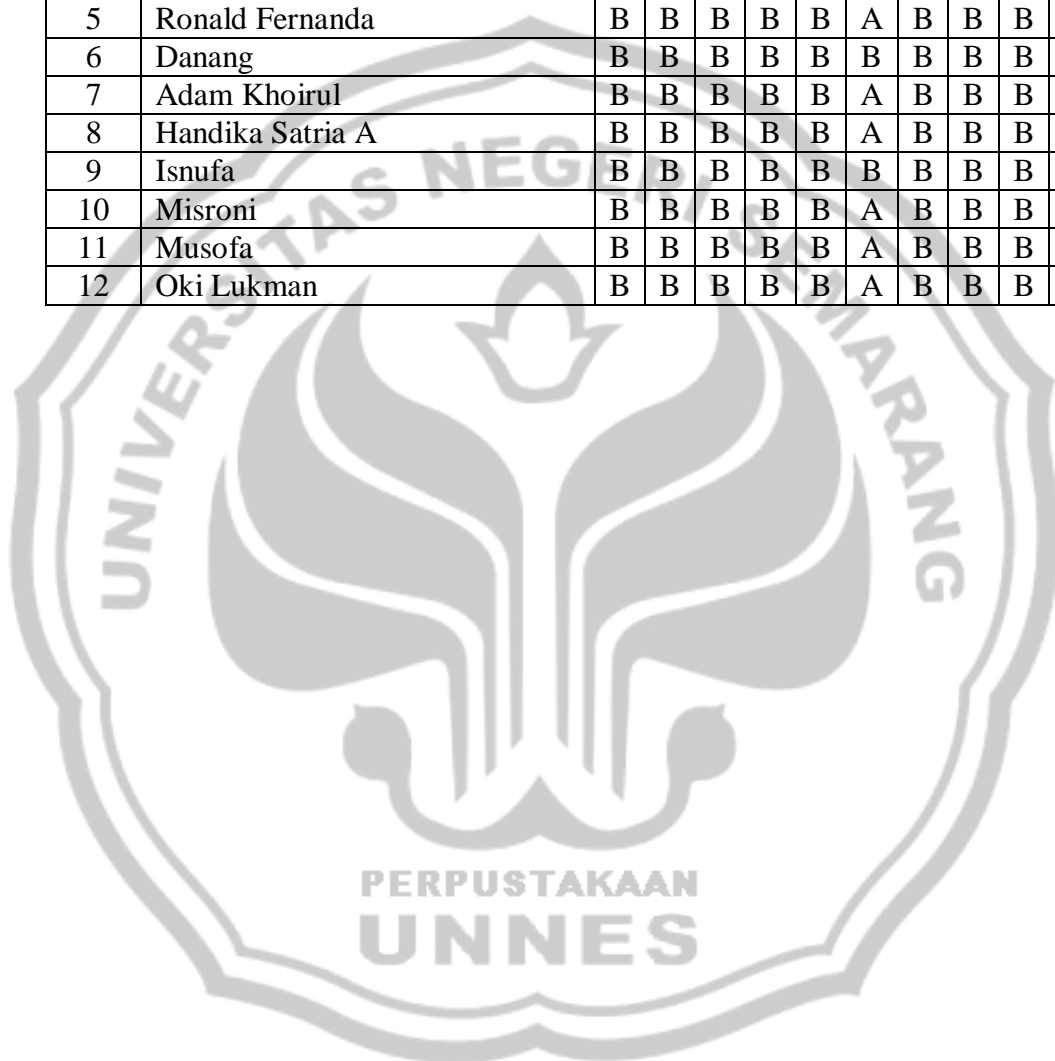 5 Ronald Fernanda B B B B B A B B B
6 Danang B B B B B B B B B
7 Adam Khoirul B B B B B A B B B
8 Handika Satria A B B B B B A B B B
9 Isnufa B B B B B B B B B
10 Misroni B B B B B A B B B
11 Musofa B B B B B A B B B
12 Oki Lukman B B B B B A B B B
UNIVERSITAS NEGERI SEMARANG
PERPUSTAKAAN
UNNES